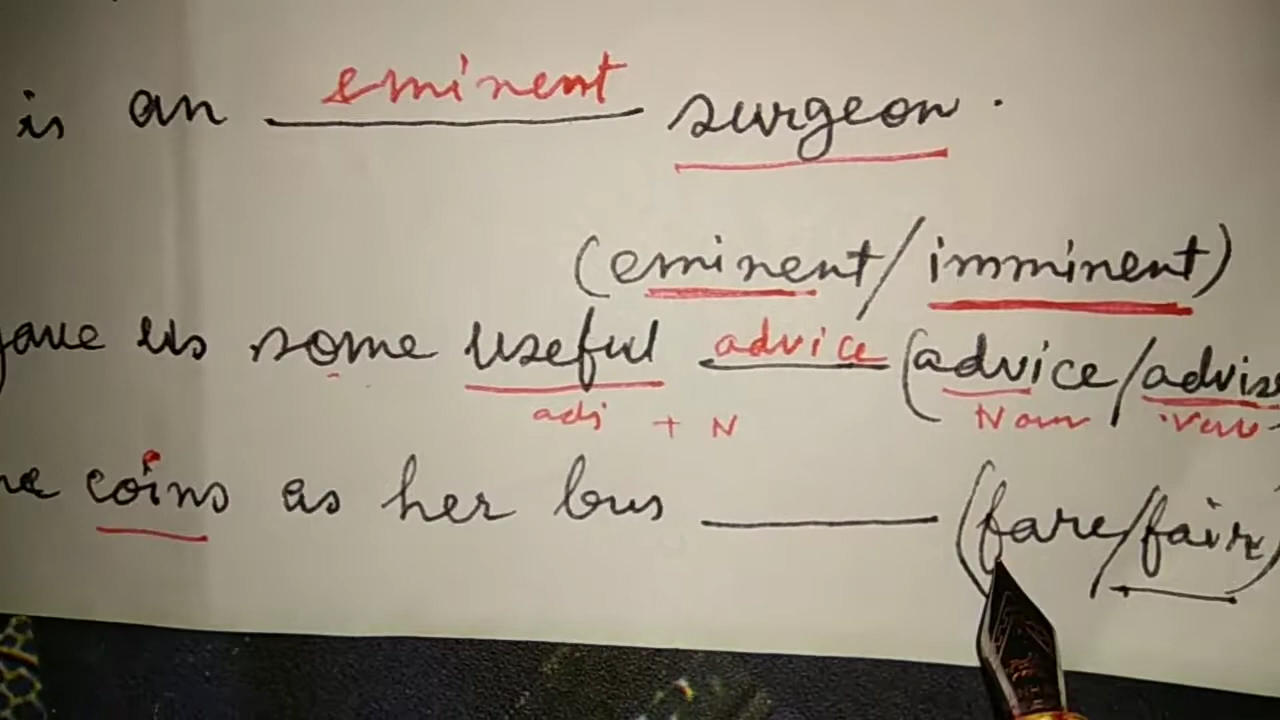 is an eminent surgeon.
(eminent/imminent)
gave us some useful advice (advice/advise
adj + N Noun Verb
coins as her bus ______ (fare/fair)